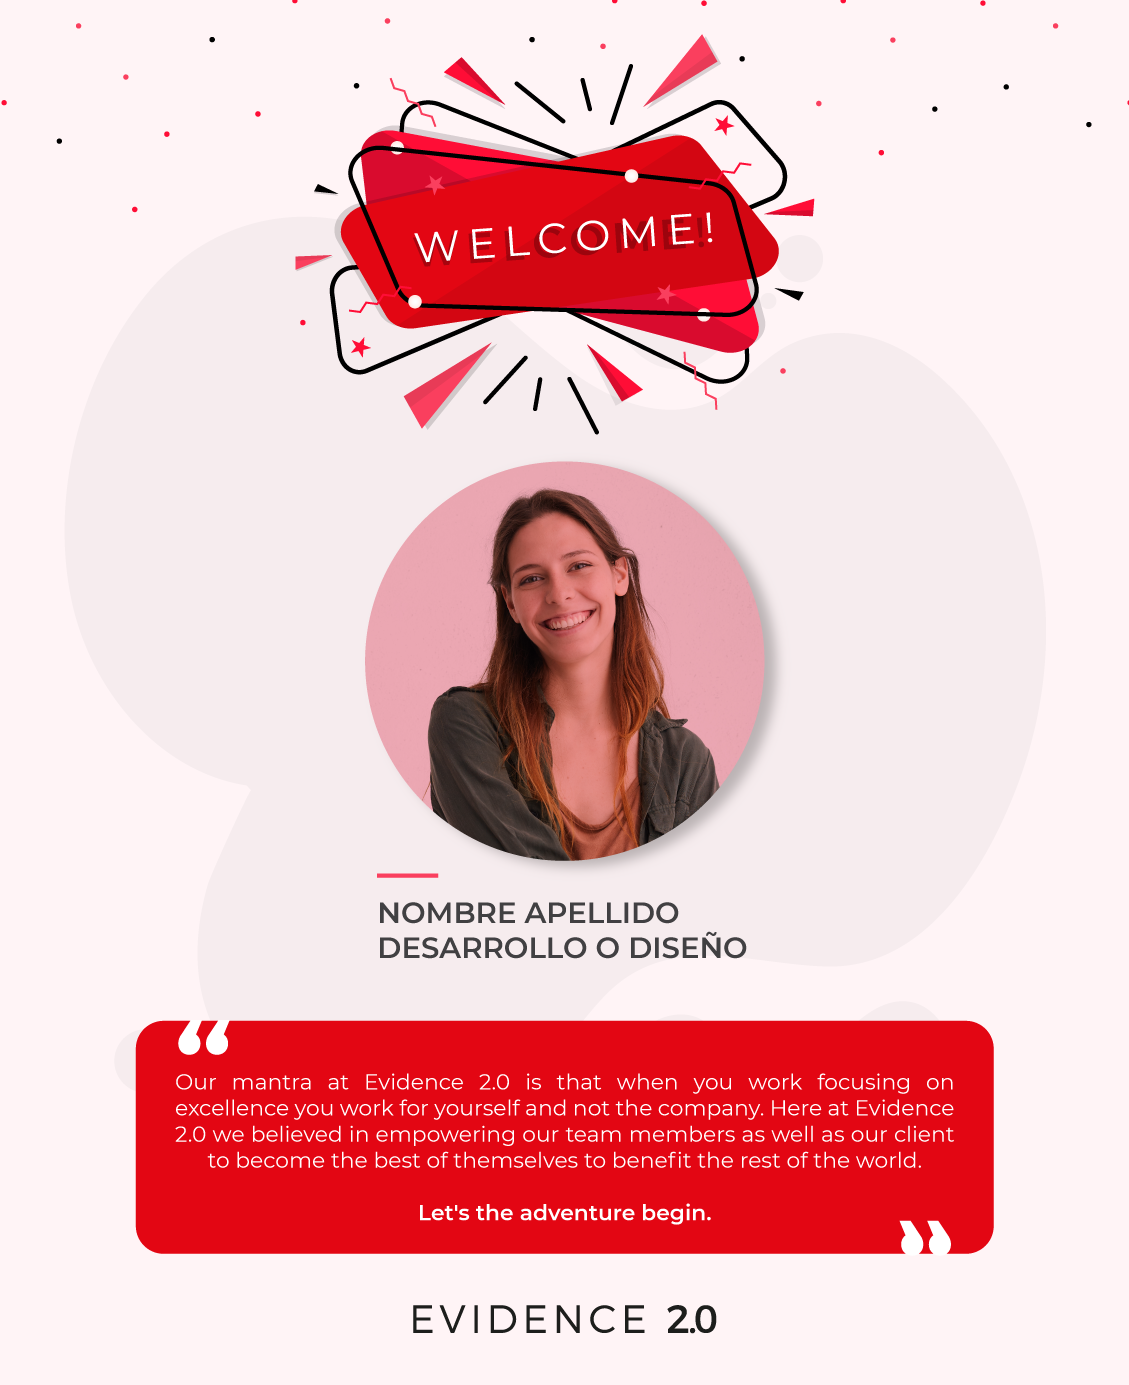 WELCOME!
NOMBRE APELLIDO
DESARROLLO O DISEÑO
“
Our mantra at Evidence 2.0 is that when you work focusing on
excellence you work for yourself and not the company. Here at Evidence
2.0 we believed in empowering our team members as well as our client
to become the best of themselves to benefit the rest of the world.
Let's the adventure begin.
”
EVIDENCE 2.0